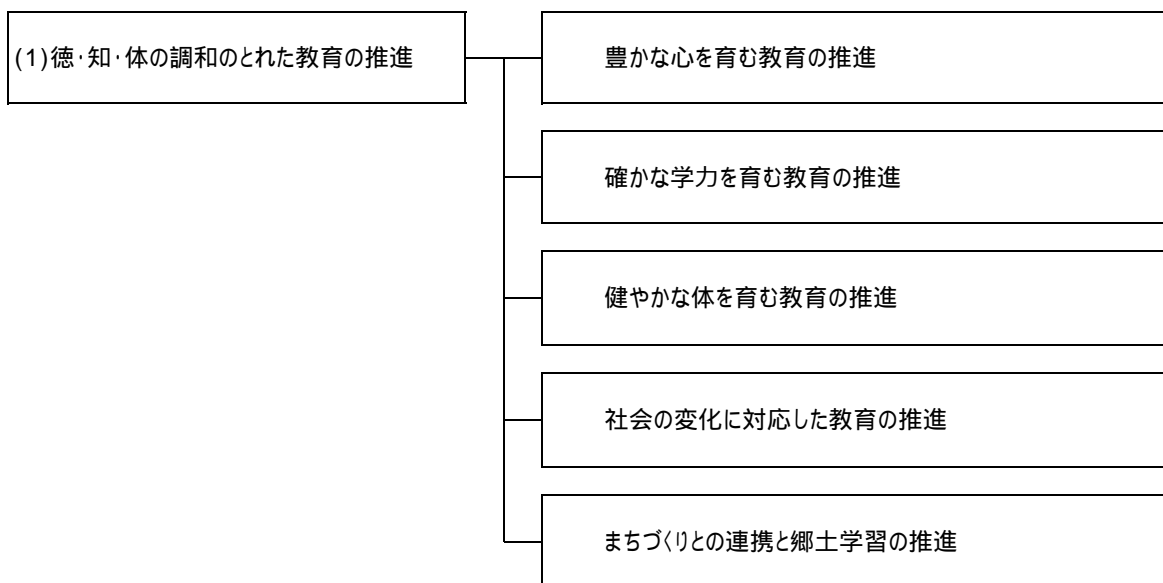 (1)徳・知・体の調和のとれた教育の推進
豊かな心を育む教育の推進
確かな学力を育む教育の推進
健やかな体を育む教育の推進
社会の変化に対応した教育の推進
まちづくりとの連携と郷土学習の推進